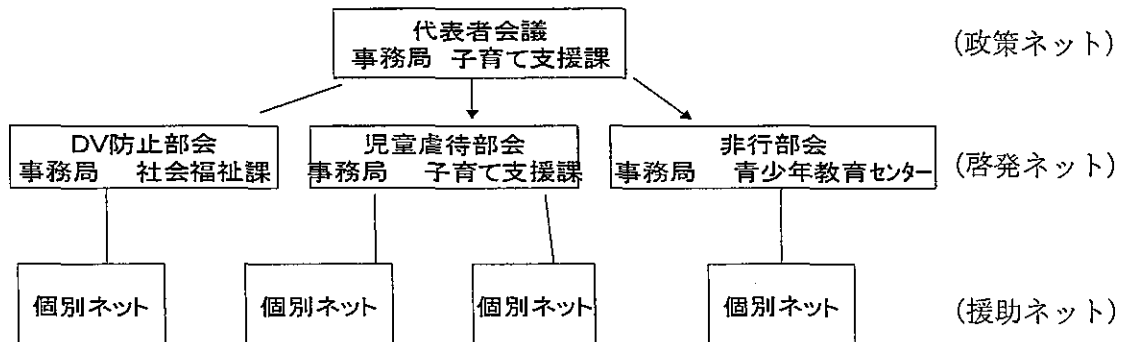 代表者会議
事務局 子育て支援課
(政策ネット)
DV防止部会
事務局 社会福祉課
児童虐待部会
事務局 子育て支援課
非行部会
事務局 青少年教育センター
(啓発ネット)
個別ネット
個別ネット
個別ネット
個別ネット
(援助ネット)